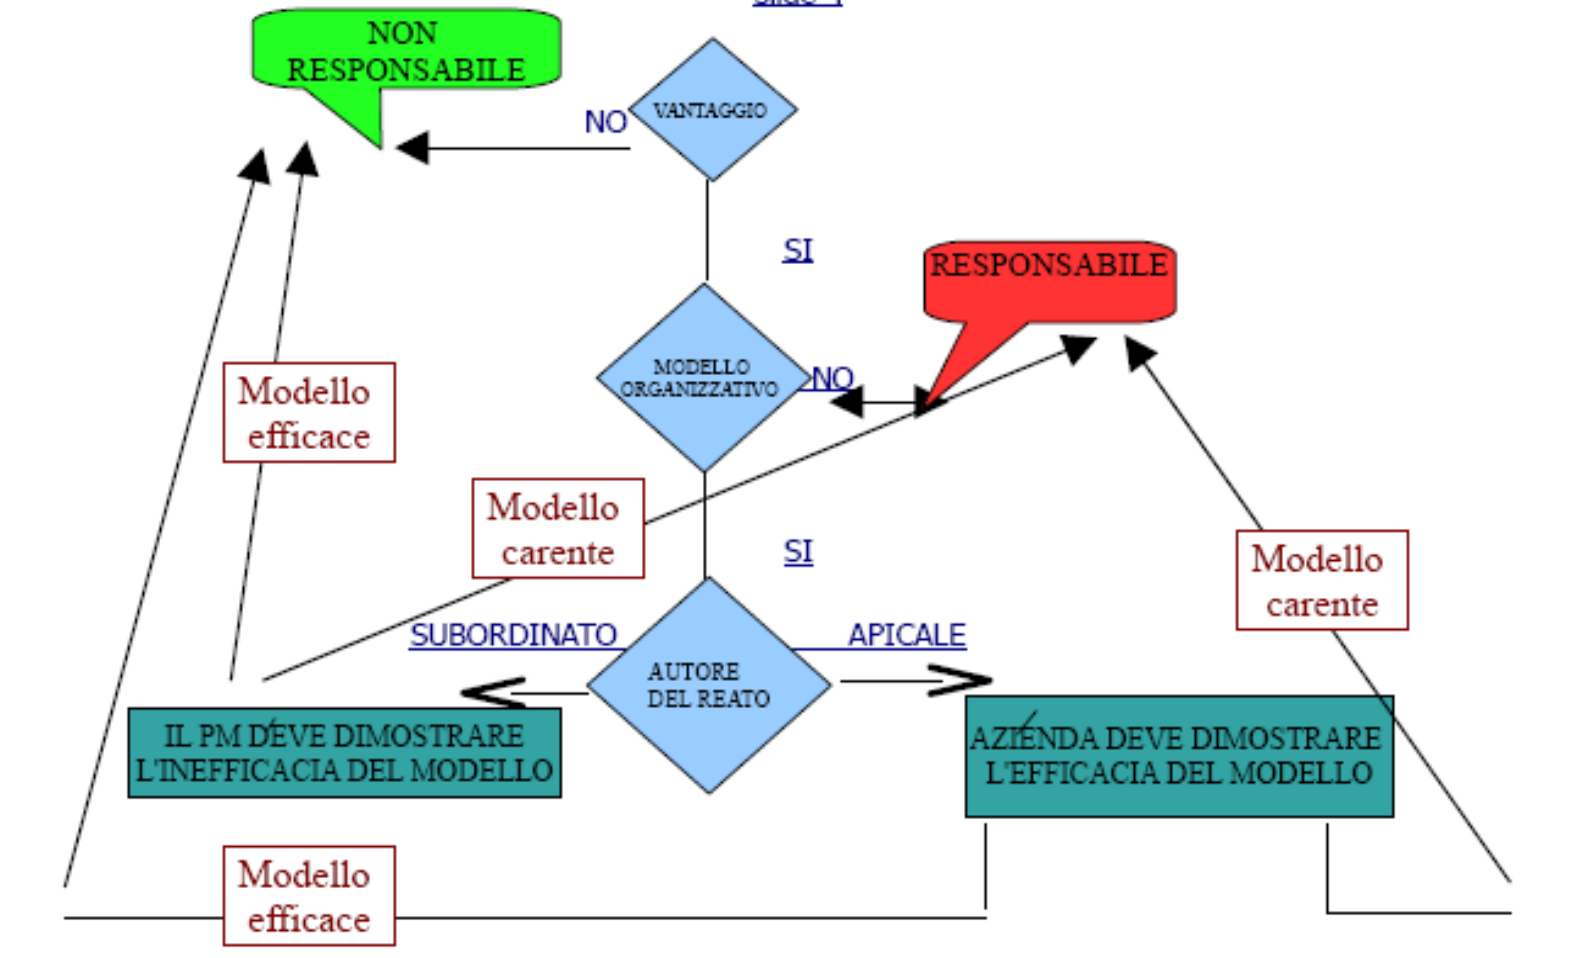 NON
RESPONSABILE
VANTAGGIO
NO
SI
RESPONSABILE
MODELLO
ORGANIZZATIVO
NO
Modello
efficace
Modello
carente
SI
Modello
carente
SUBORDINATO
APICALE
AUTORE
DEL REATO
IL PM DEVE DIMOSTRARE
L'INEFFICACIA DEL MODELLO
AZIENDA DEVE DIMOSTRARE
L'EFFICACIA DEL MODELLO
Modello
efficace